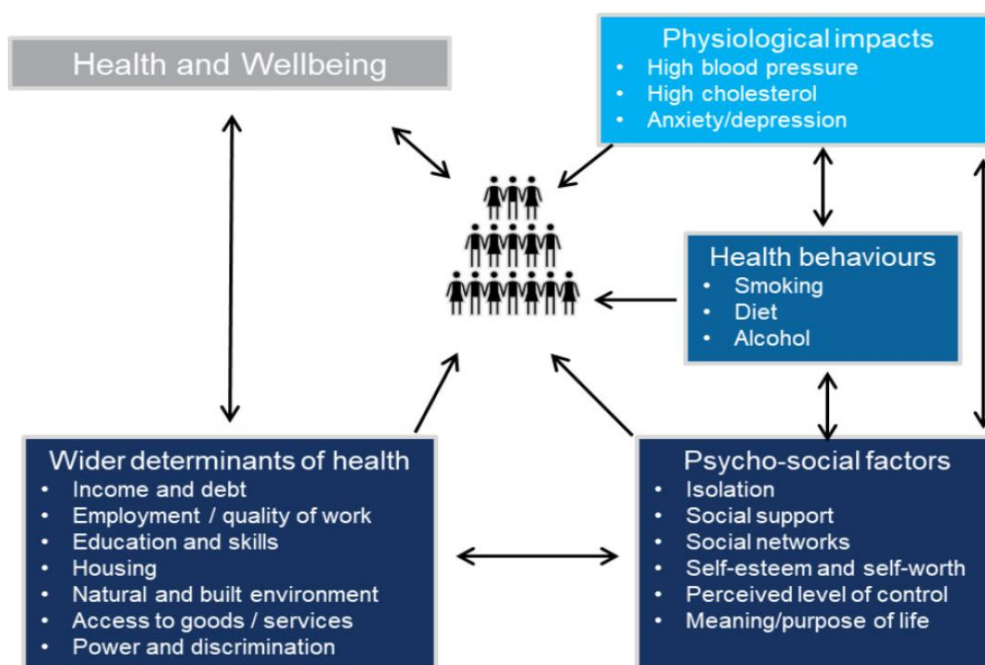 Health and Wellbeing
Physiological impacts
• High blood pressure
• High cholesterol
• Anxiety/depression
Health behaviours
• Smoking
• Diet
• Alcohol
Wider determinants of health
• Income and debt
• Employment / quality of work
• Education and skills
• Housing
• Natural and built environment
• Access to goods / services
• Power and discrimination
Psycho-social factors
• Isolation
• Social support
• Social networks
• Self-esteem and self-worth
• Perceived level of control
• Meaning/purpose of life